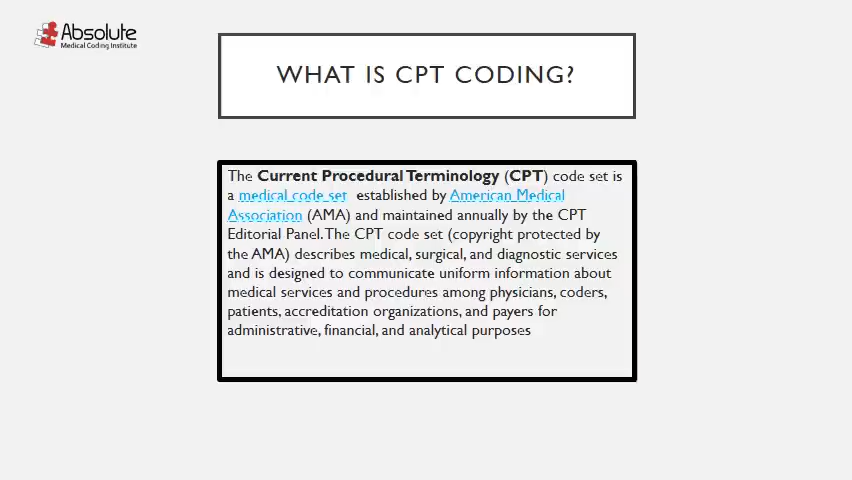 Absolute
Medical Coding Institute
WHAT IS CPT CODING?
The Current Procedural Terminology (CPT) code set is
a medical code set established by American Medical
Association (AMA) and maintained annually by the CPT
Editorial Panel. The CPT code set (copyright protected by
the AMA) describes medical, surgical, and diagnostic services
and is designed to communicate uniform information about
medical services and procedures among physicians, coders,
patients, accreditation organizations, and payers for
administrative, financial, and analytical purposes